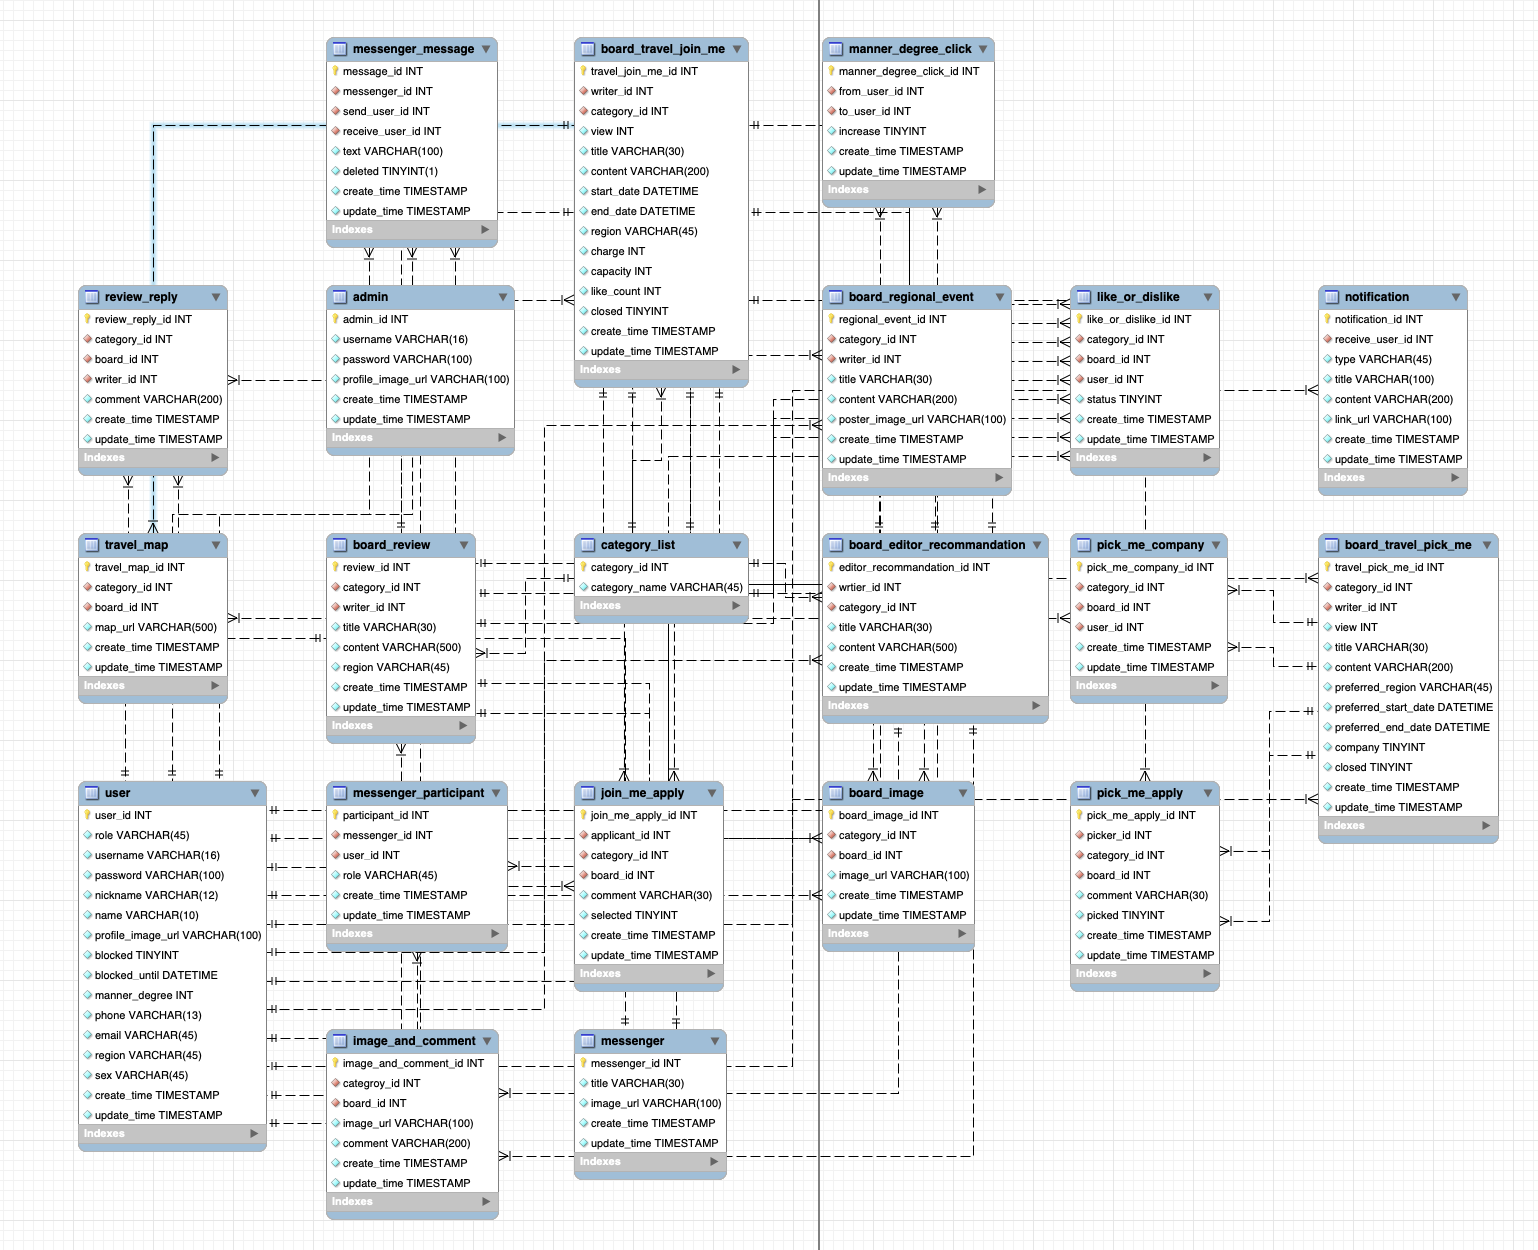 messenger_message
message_id INT
messenger_id INT
send_user_id INT
receive_user_id INT
text VARCHAR(100)
deleted TINYINT(1)
create_time TIMESTAMP
update_time TIMESTAMP
Indexes
board_travel_join_me
travel_join_me_id INT
writer_id INT
category_id INT
view INT
title VARCHAR(30)
content VARCHAR(200)
start_date DATETIME
end_date DATETIME
region VARCHAR(45)
charge INT
capacity INT
like_count INT
closed TINYINT
create_time TIMESTAMP
update_time TIMESTAMP
Indexes
manner_degree_click
manner_degree_click_id INT
from_user_id INT
to_user_id INT
increase TINYINT
create_time TIMESTAMP
update_time TIMESTAMP
Indexes
review_reply
review_reply_id INT
category_id INT
board_id INT
writer_id INT
comment VARCHAR(200)
create_time TIMESTAMP
update_time TIMESTAMP
Indexes
admin
admin_id INT
username VARCHAR(16)
password VARCHAR(100)
profile_image_url VARCHAR(100)
create_time TIMESTAMP
update_time TIMESTAMP
Indexes
board_regional_event
regional_event_id INT
category_id INT
writer_id INT
title VARCHAR(30)
content VARCHAR(200)
poster_image_url VARCHAR(100)
create_time TIMESTAMP
update_time TIMESTAMP
Indexes
like_or_dislike
like_or_dislike_id INT
category_id INT
board_id INT
user_id INT
status TINYINT
create_time TIMESTAMP
update_time TIMESTAMP
Indexes
notification
notification_id INT
receive_user_id INT
type VARCHAR(45)
title VARCHAR(100)
content VARCHAR(200)
link_url VARCHAR(100)
create_time TIMESTAMP
update_time TIMESTAMP
Indexes
travel_map
travel_map_id INT
category_id INT
board_id INT
map_url VARCHAR(500)
create_time TIMESTAMP
update_time TIMESTAMP
Indexes
board_review
review_id INT
category_id INT
writer_id INT
title VARCHAR(30)
content VARCHAR(500)
region VARCHAR(45)
create_time TIMESTAMP
update_time TIMESTAMP
Indexes
category_list
category_id INT
category_name VARCHAR(45)
Indexes
board_editor_recommandation
editor_recommandation_id INT
wrtier_id INT
category_id INT
title VARCHAR(30)
content VARCHAR(500)
create_time TIMESTAMP
update_time TIMESTAMP
Indexes
pick_me_company
pick_me_company_id INT
category_id INT
board_id INT
user_id INT
create_time TIMESTAMP
update_time TIMESTAMP
Indexes
board_travel_pick_me
travel_pick_me_id INT
category_id INT
writer_id INT
view INT
title VARCHAR(30)
content VARCHAR(200)
preferred_region VARCHAR(45)
preferred_start_date DATETIME
preferred_end_date DATETIME
company TINYINT
closed TINYINT
create_time TIMESTAMP
update_time TIMESTAMP
Indexes
user
user_id INT
role VARCHAR(45)
username VARCHAR(16)
password VARCHAR(100)
nickname VARCHAR(12)
name VARCHAR(10)
profile_image_url VARCHAR(100)
blocked TINYINT
blocked_until DATETIME
manner_degree INT
phone VARCHAR(13)
email VARCHAR(45)
region VARCHAR(45)
sex VARCHAR(45)
create_time TIMESTAMP
update_time TIMESTAMP
Indexes
messenger_participant
participant_id INT
messenger_id INT
user_id INT
role VARCHAR(45)
create_time TIMESTAMP
update_time TIMESTAMP
Indexes
join_me_apply
join_me_apply_id INT
applicant_id INT
category_id INT
board_id INT
comment VARCHAR(30)
selected TINYINT
create_time TIMESTAMP
update_time TIMESTAMP
Indexes
board_image
board_image_id INT
category_id INT
board_id INT
image_url VARCHAR(100)
create_time TIMESTAMP
update_time TIMESTAMP
Indexes
pick_me_apply
pick_me_apply_id INT
picker_id INT
category_id INT
board_id INT
comment VARCHAR(30)
picked TINYINT
create_time TIMESTAMP
update_time TIMESTAMP
Indexes
image_and_comment
image_and_comment_id INT
categroy_id INT
board_id INT
image_url VARCHAR(100)
comment VARCHAR(200)
create_time TIMESTAMP
update_time TIMESTAMP
Indexes
messenger
messenger_id INT
title VARCHAR(30)
image_url VARCHAR(100)
create_time TIMESTAMP
update_time TIMESTAMP
Indexes